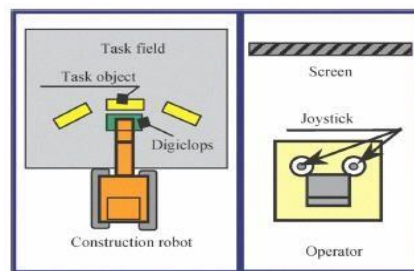 Task field
Task object
Digiclops
Construction robot
Screen
Joystick
Operator